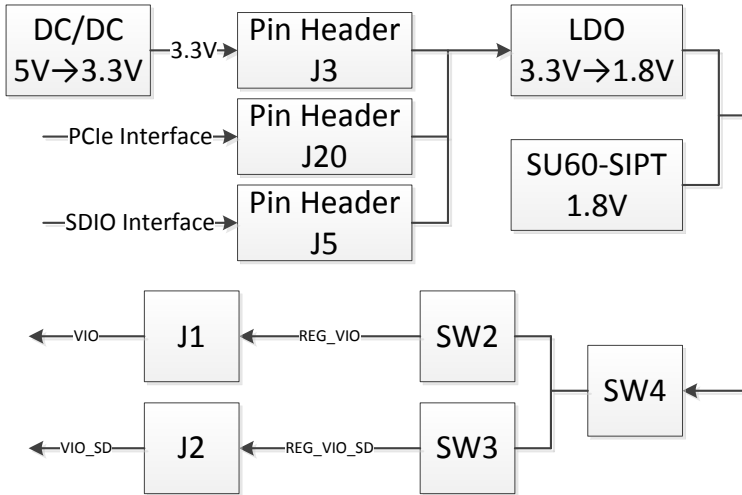 DC/DC
5V→3.3V
3.3V
Pin Header
J3
LDO
3.3V→1.8V
PCIe Interface
Pin Header
J20
SU60-SIPT
1.8V
SDIO Interface
Pin Header
J5
VIO
J1
REG_VIO
SW2
SW4
VIO_SD
J2
REG_VIO_SD
SW3